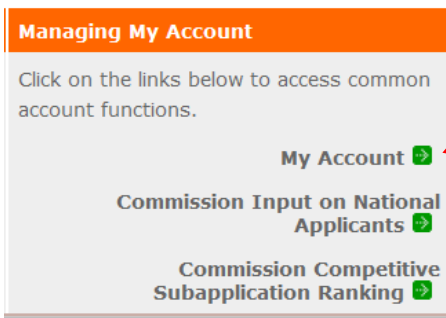 Managing My Account
Click on the links below to access common
account functions.
My Account
Commission Input on National
Applicants
Commission Competitive
Subapplication Ranking